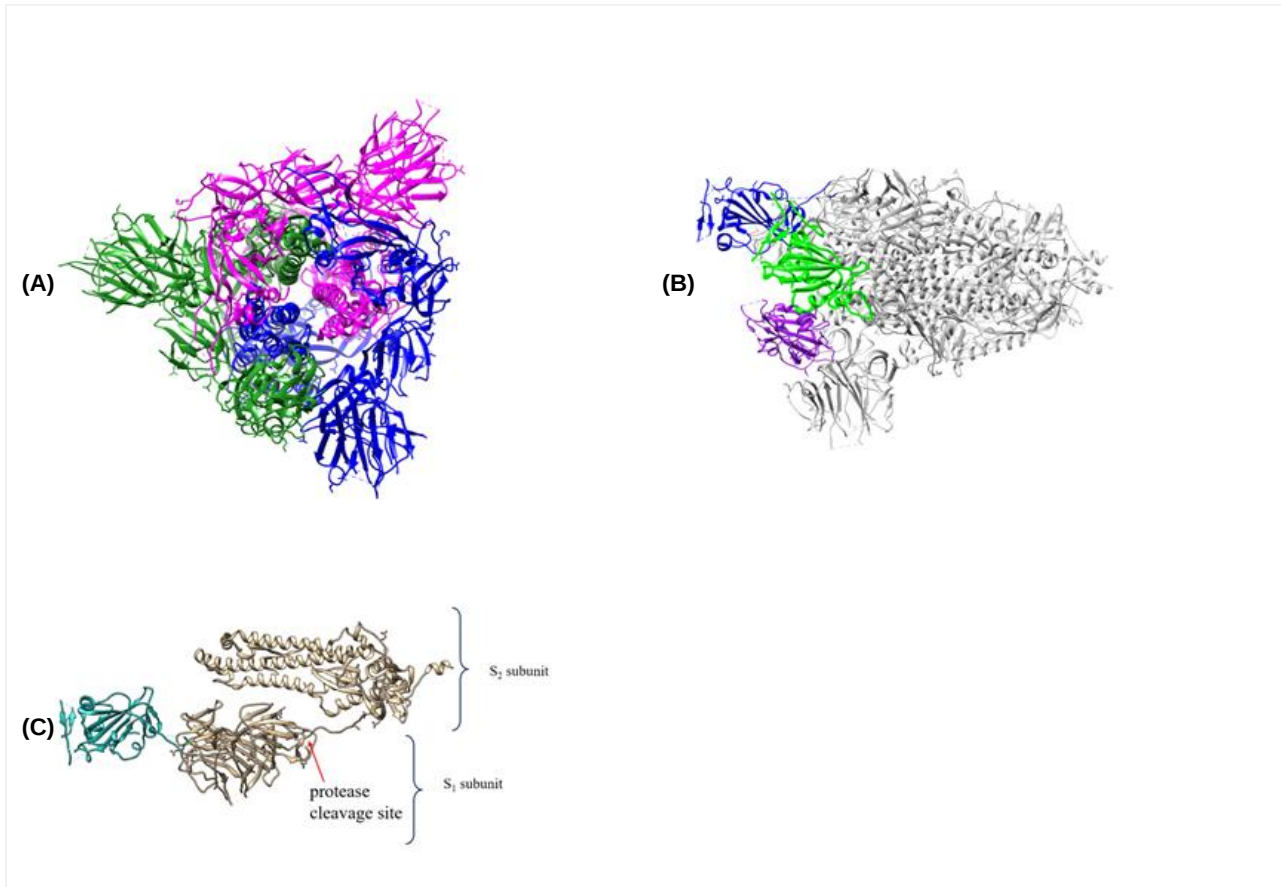 (A)
(B)
(C)
S₂ subunit
S₁ subunit
protease
cleavage site